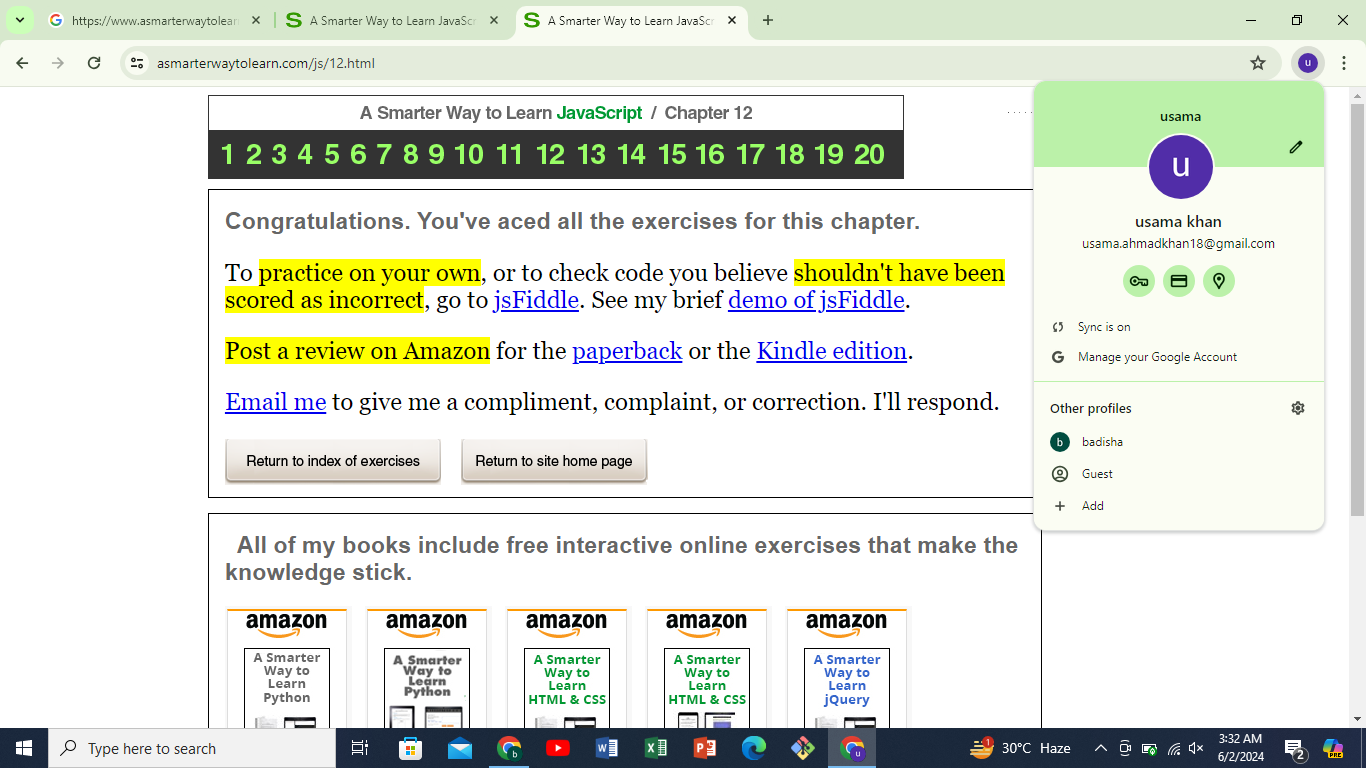 https://www.asmarterwaytolearn
A Smarter Way to Learn JavaScr
A Smarter Way to Learn JavaScr
asmarterwaytolearn.com/js/12.html
u
A Smarter Way to Learn JavaScript / Chapter 12
1 2 3 4 5 6 7 8 9 10 11 12 13 14 15 16 17 18 19 20
Congratulations. You've aced all the exercises for this chapter.
To practice on your own, or to check code you believe shouldn't have been
scored as incorrect, go to jsFiddle. See my brief demo of jsFiddle.
Post a review on Amazon for the paperback or the Kindle edition.
Email me to give me a compliment, complaint, or correction. I'll respond.
Return to index of exercises
Return to site home page
All of my books include free interactive online exercises that make the
knowledge stick.
amazon
A Smarter
Way to
Learn
Python
amazon
A Smarter
Way to
Learn
Python
amazon
A Smarter
Way to
Learn
HTML & CSS
amazon
A Smarter
Way to
Learn
HTML & CSS
amazon
A Smarter
Way to
Learn
jQuery
usama
u
usama khan
usama.ahmadkhan18@gmail.com
Sync is on
Manage your Google Account
Other profiles
b
badisha
Guest
Add
Type here to search
30°C Haze
3:32 AM
6/2/2024
2